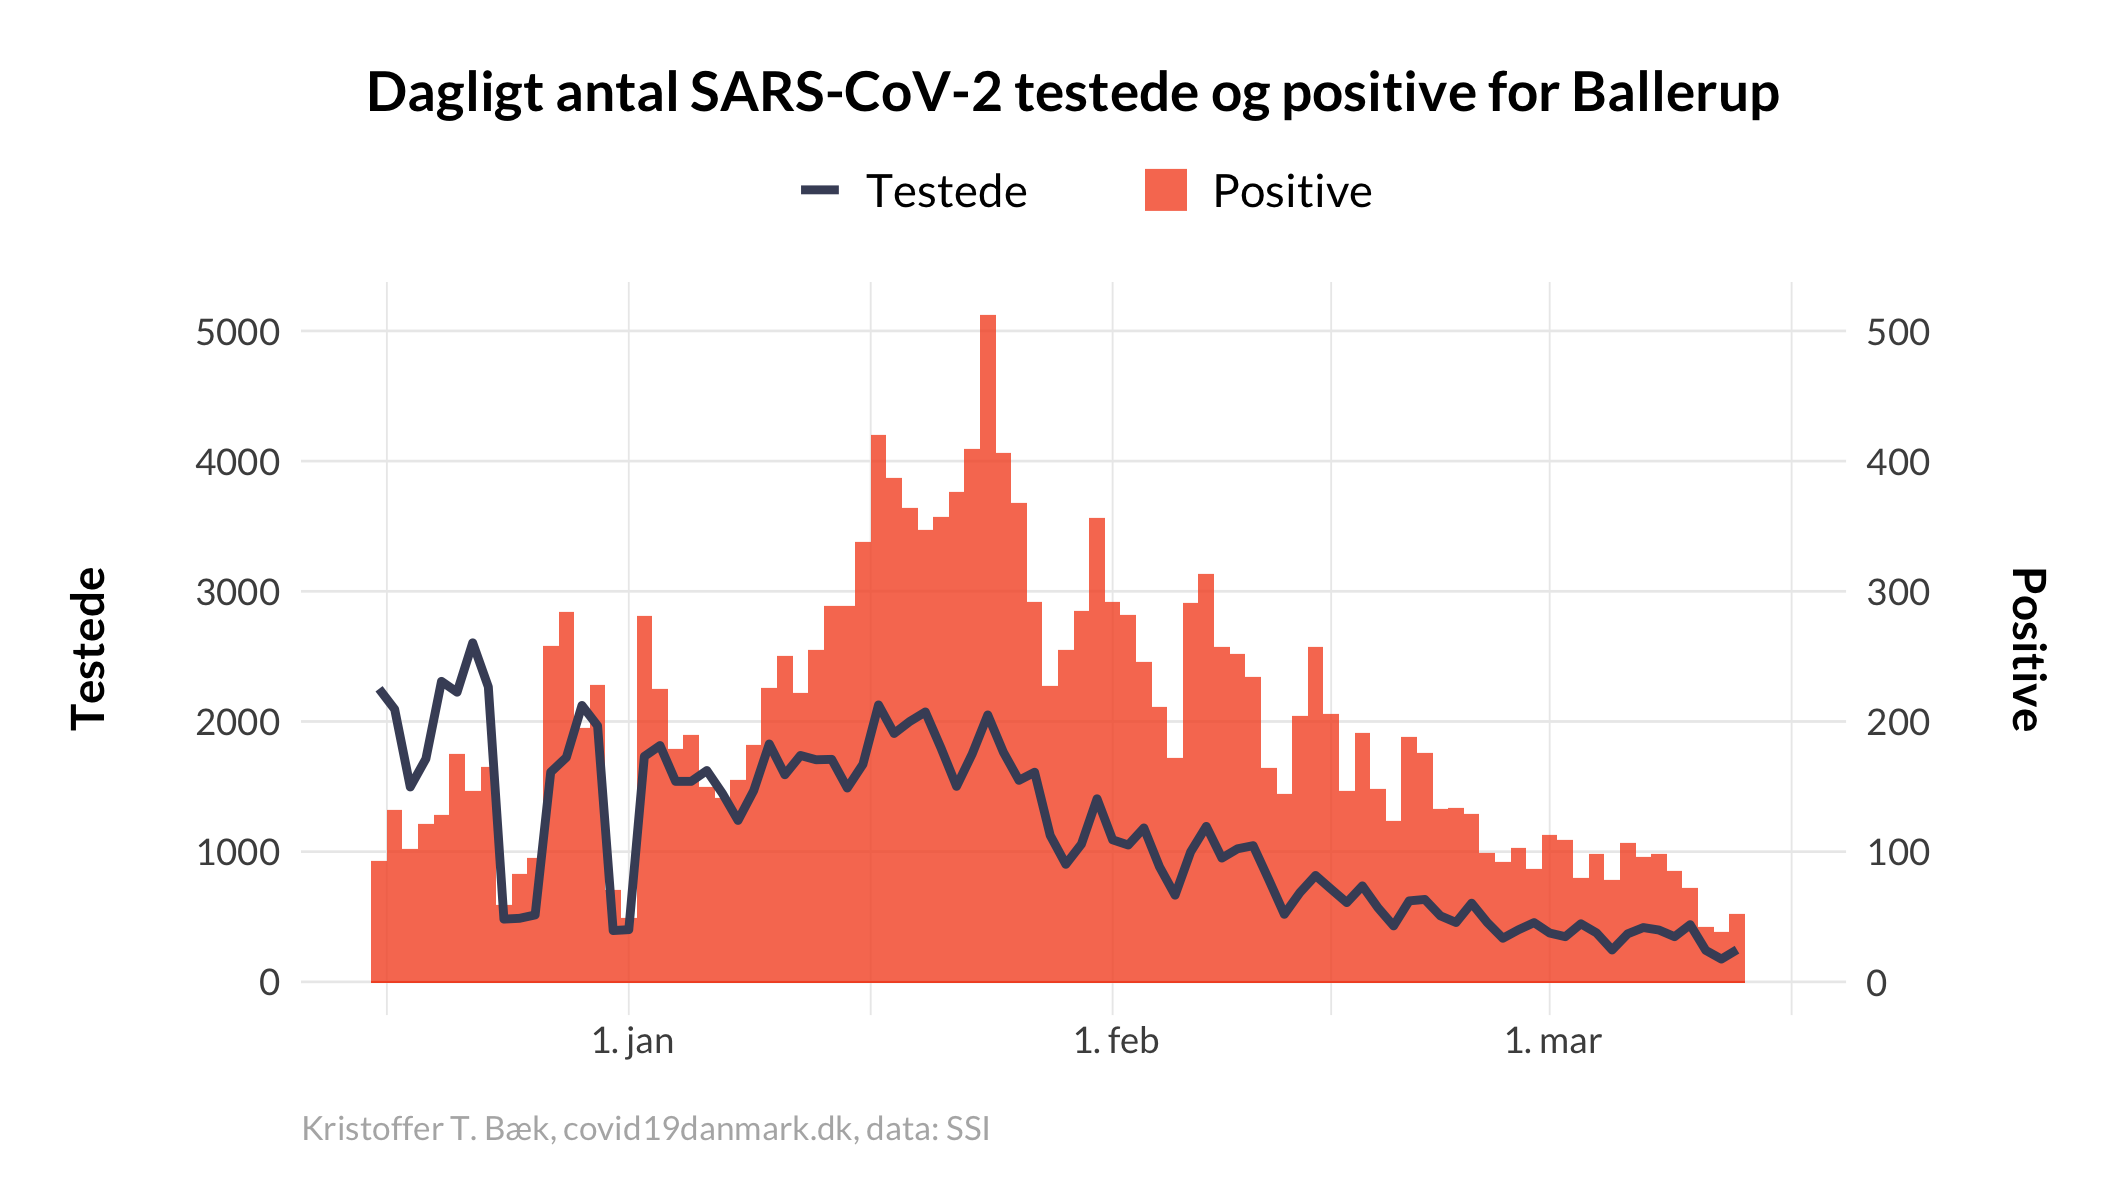 Dagligt antal SARS-CoV-2 testede og positive for Ballerup
Testede
Positive
5000
4000
3000
2000
1000
0
Testede
500
400
300
200
100
0
Positive
1. jan
1. feb
1. mar
Kristoffer T. Bæk, covid19danmark.dk, data: SSI